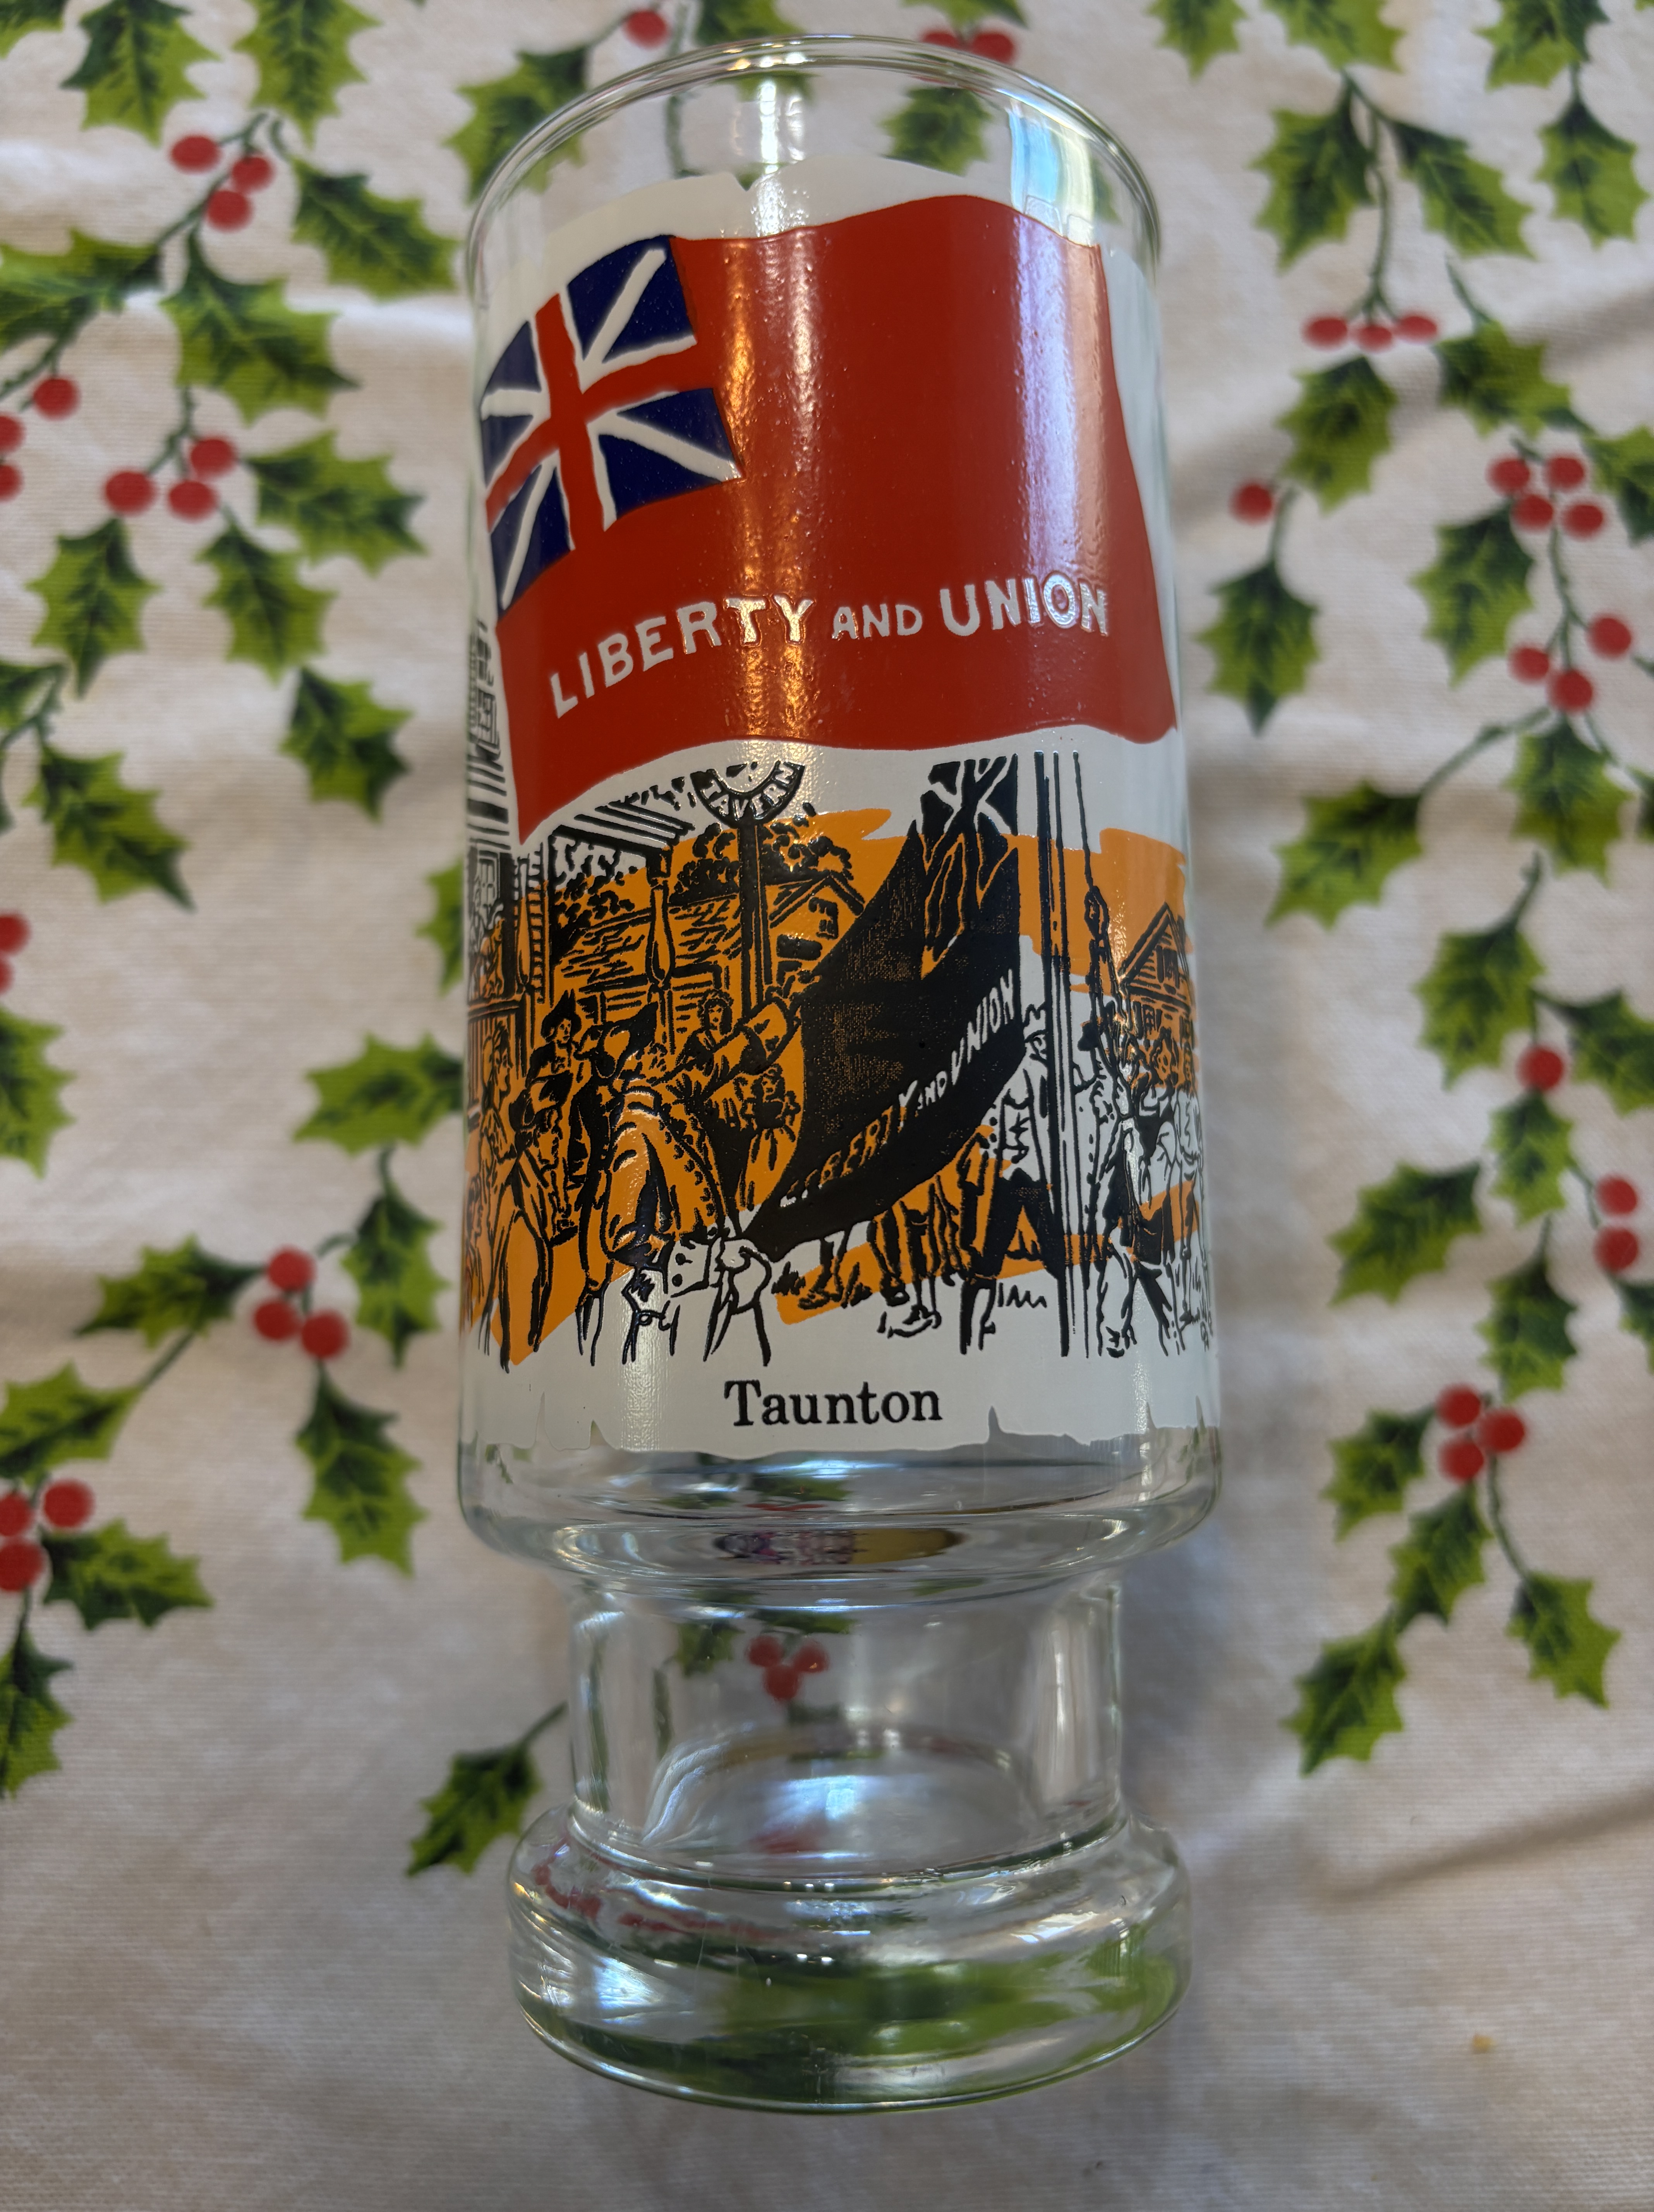 LIBERTY AND UNION
TAVERN
LIBERTY AND UNION
Taunton